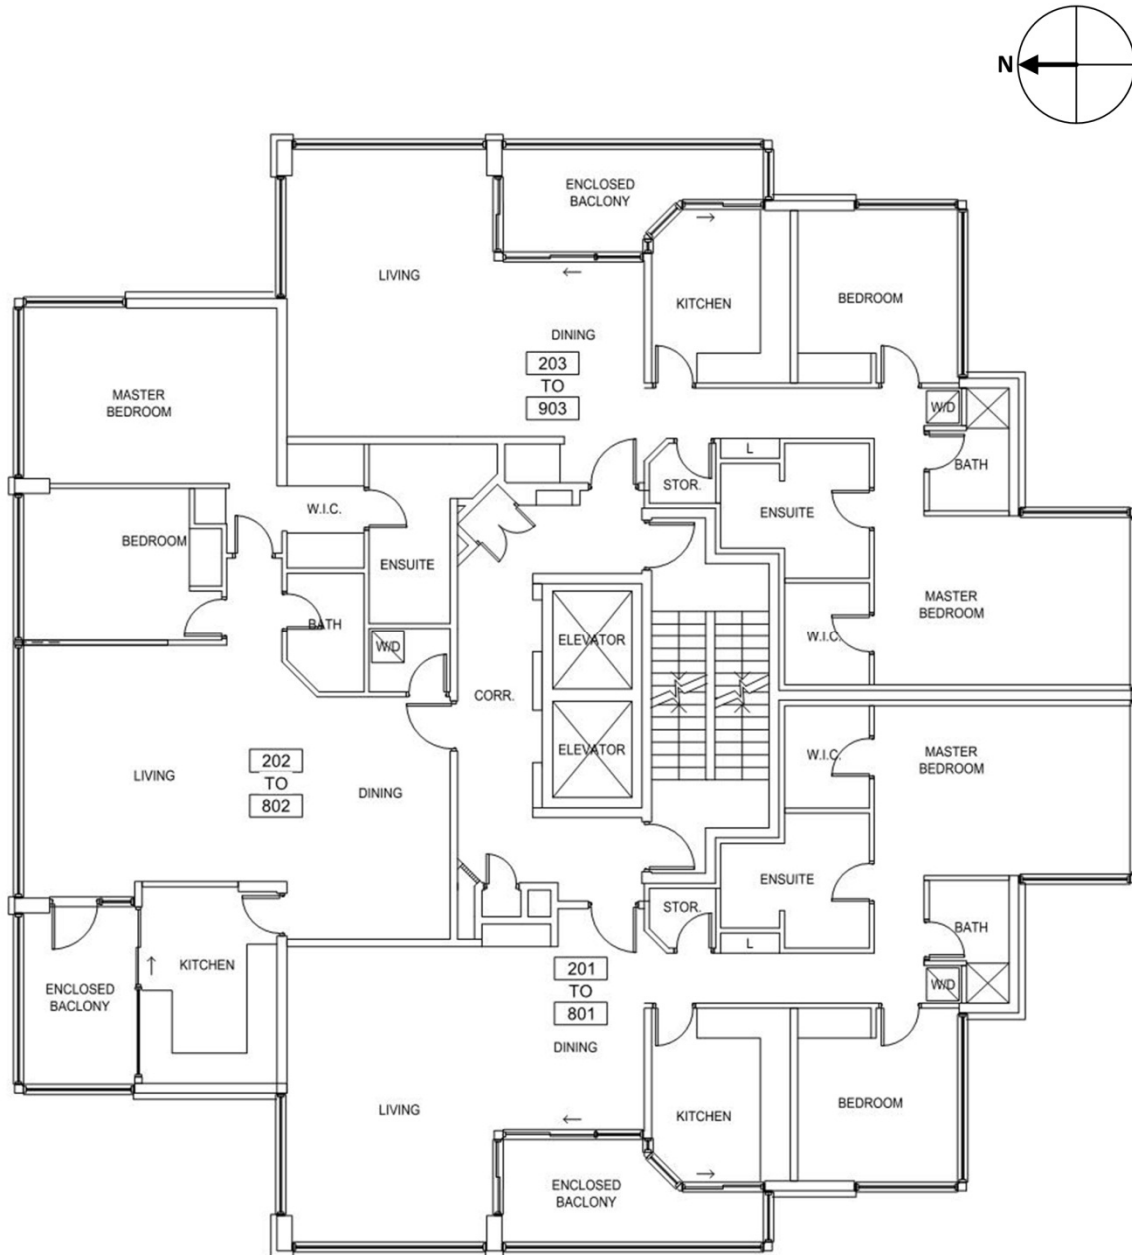 N
ENCLOSED
BACLONY
LIVING
KITCHEN
BEDROOM
DINING
203
TO
903
MASTER
BEDROOM
W/D
L
BATH
STOR.
W.I.C.
ENSUITE
BEDROOM
ENSUITE
MASTER
BEDROOM
BATH
W/D
ELEVATOR
W.I.C.
CORR.
ELEVATOR
W.I.C.
MASTER
BEDROOM
LIVING
202
TO
802
DINING
ENSUITE
STOR.
BATH
L
KITCHEN
201
TO
801
W/D
ENCLOSED
BACLONY
DINING
LIVING
KITCHEN
BEDROOM
ENCLOSED
BACLONY